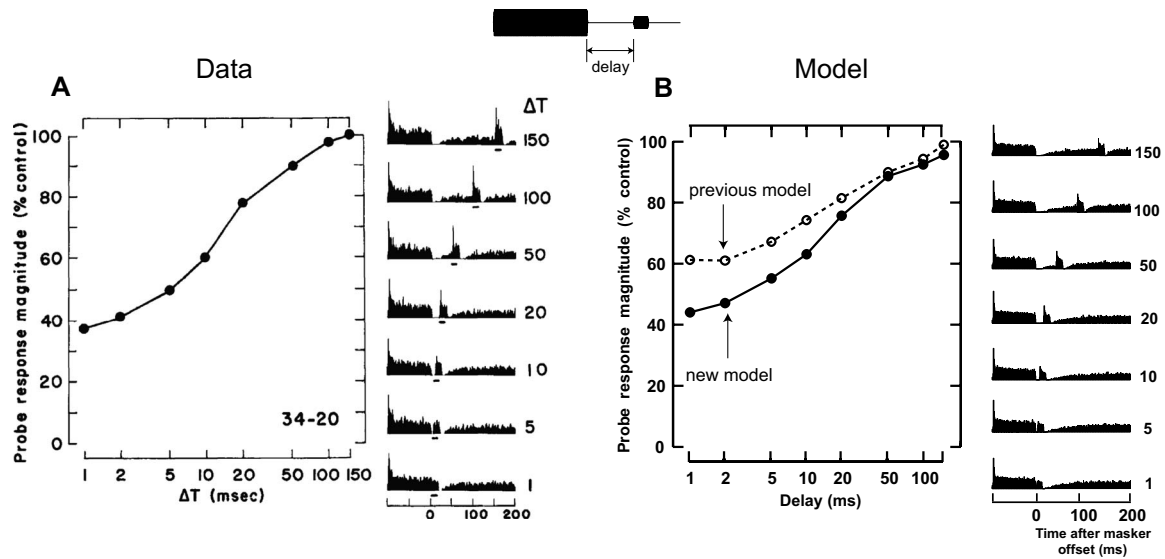 delay
Data
Model
A
Probe response magnitude (% control)
100
80
60
40
20
0
1 2 5 10 20 50 100 150
ΔT (msec)
34-20
ΔT
150
100
50
20
10
5
1
0 100 200
B
Probe response magnitude (% control)
100
80
60
40
20
0
previous model
new model
1 2 5 10 20 50 100
Delay (ms)
150
100
50
20
10
5
1
0 100 200
Time after masker
offset (ms)